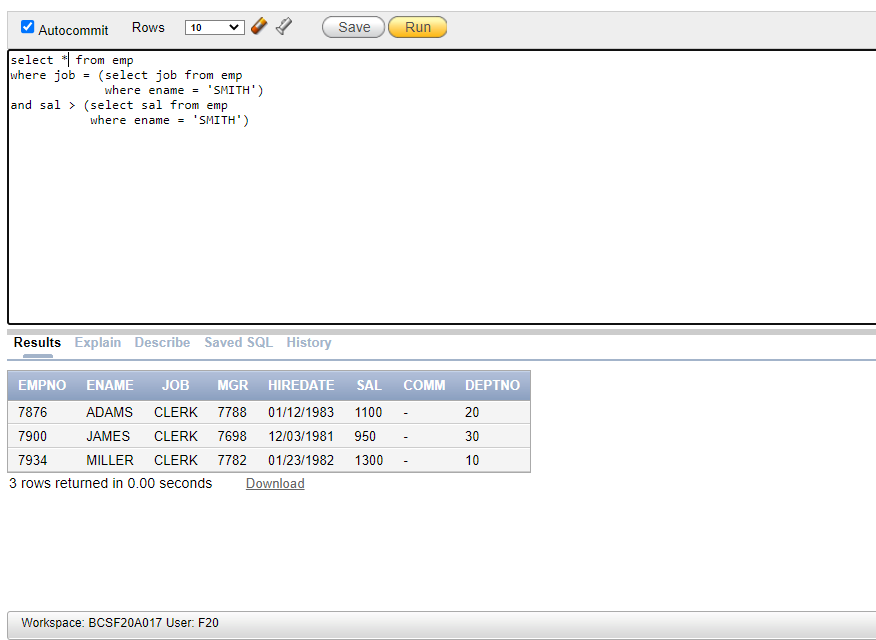 Autocommit Rows 10 Save Run
select * from emp
where job = (select job from emp
             where ename = 'SMITH')
and sal > (select sal from emp
           where ename = 'SMITH')
Results Explain Describe Saved SQL History
EMPNO ENAME JOB MGR HIREDATE SAL COMM DEPTNO
7876 ADAMS CLERK 7788 01/12/1983 1100 - 20
7900 JAMES CLERK 7698 12/03/1981 950 - 30
7934 MILLER CLERK 7782 01/23/1982 1300 - 10
3 rows returned in 0.00 seconds Download
Workspace: BCSF20A017 User: F20